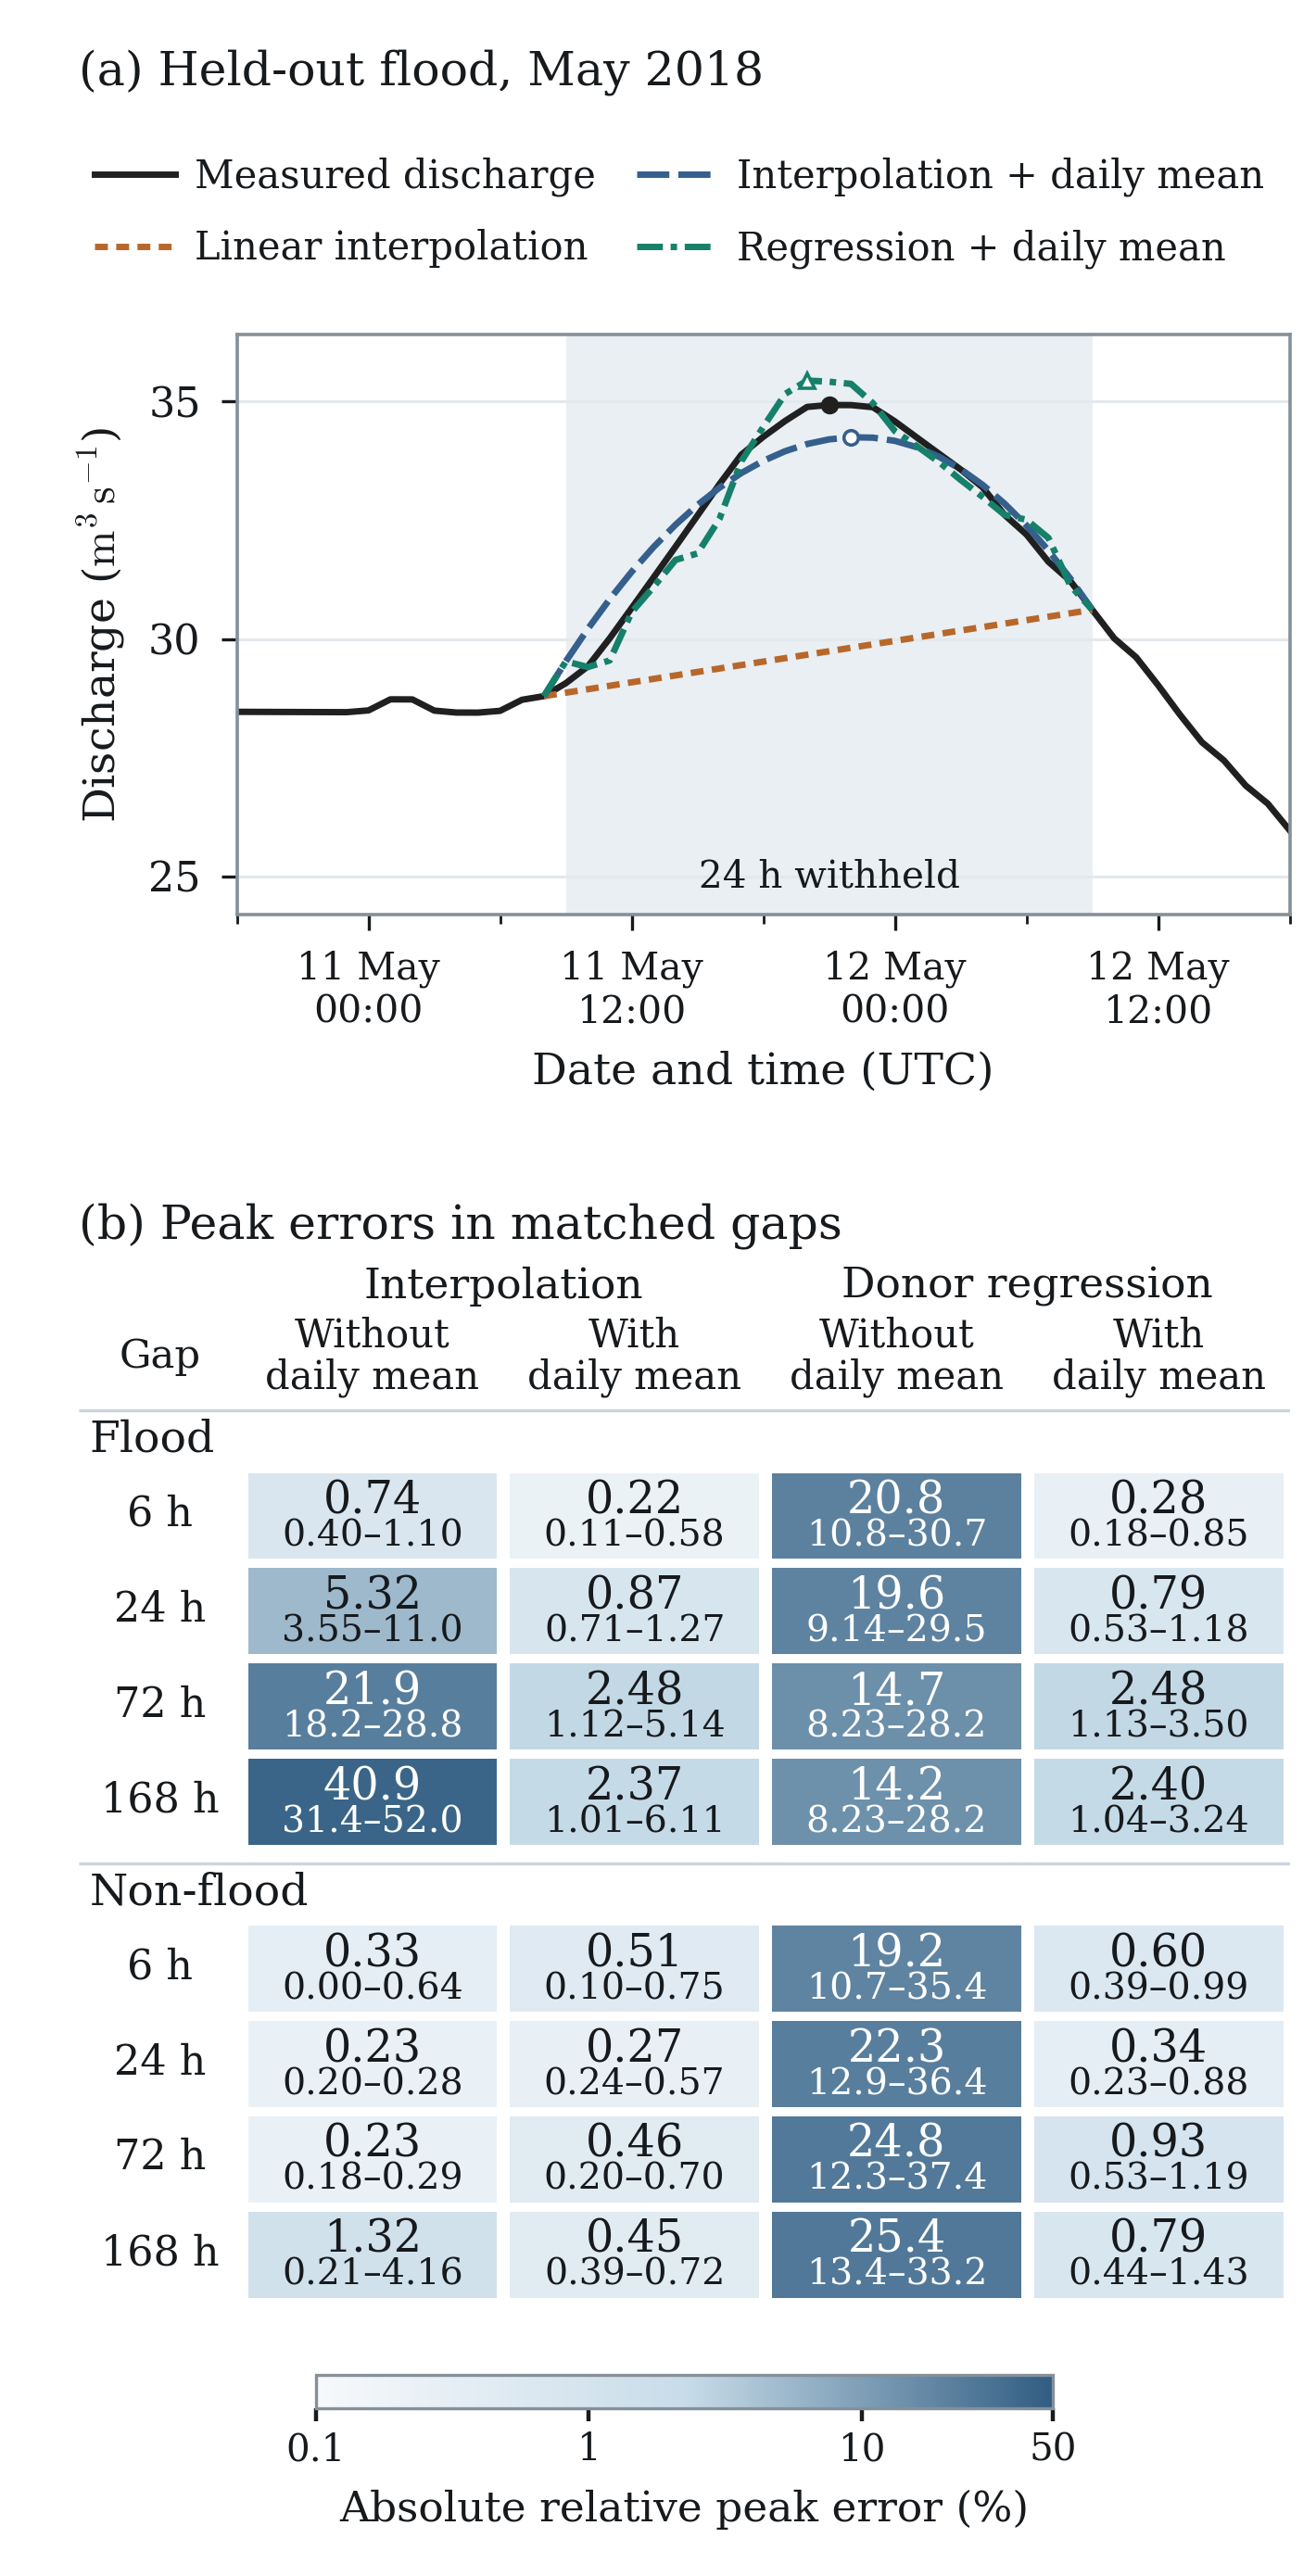 (a) Held-out flood, May 2018
Measured discharge
Interpolation + daily mean
Linear interpolation
Regression + daily mean
35
30
25
Discharge (m³ s⁻¹)
24 h withheld
11 May
00:00
11 May
12:00
12 May
00:00
12 May
12:00
Date and time (UTC)
(b) Peak errors in matched gaps
Interpolation
Donor regression
Gap
Without
daily mean
With
daily mean
Without
daily mean
With
daily mean
Flood
6 h
0.74
0.40–1.10
0.22
0.11–0.58
20.8
10.8–30.7
0.28
0.18–0.85
24 h
5.32
3.55–11.0
0.87
0.71–1.27
19.6
9.14–29.5
0.79
0.53–1.18
72 h
21.9
18.2–28.8
2.48
1.12–5.14
14.7
8.23–28.2
2.48
1.13–3.50
168 h
40.9
31.4–52.0
2.37
1.01–6.11
14.2
8.23–28.2
2.40
1.04–3.24
Non-flood
6 h
0.33
0.00–0.64
0.51
0.10–0.75
19.2
10.7–35.4
0.60
0.39–0.99
24 h
0.23
0.20–0.28
0.27
0.24–0.57
22.3
12.9–36.4
0.34
0.23–0.88
72 h
0.23
0.18–0.29
0.46
0.20–0.70
24.8
12.3–37.4
0.93
0.53–1.19
168 h
1.32
0.21–4.16
0.45
0.39–0.72
25.4
13.4–33.2
0.79
0.44–1.43
0.1
1
10
50
Absolute relative peak error (%)